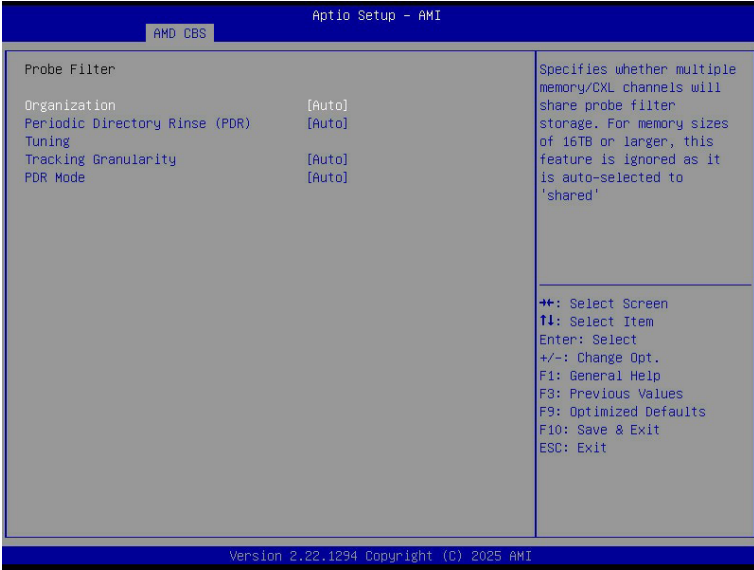 Aptio Setup – AMI
AMD CBS
Probe Filter
Organization [Auto]
Periodic Directory Rinse (PDR) [Auto]
Tuning
Tracking Granularity [Auto]
PDR Mode [Auto]
Specifies whether multiple
memory/CXL channels will
share probe filter
storage. For memory sizes
of 16TB or larger, this
feature is ignored as it
is auto-selected to
'shared'
→←: Select Screen
↑↓: Select Item
Enter: Select
+/-: Change Opt.
F1: General Help
F3: Previous Values
F9: Optimized Defaults
F10: Save & Exit
ESC: Exit
Version 2.22.1294 Copyright (C) 2025 AMI